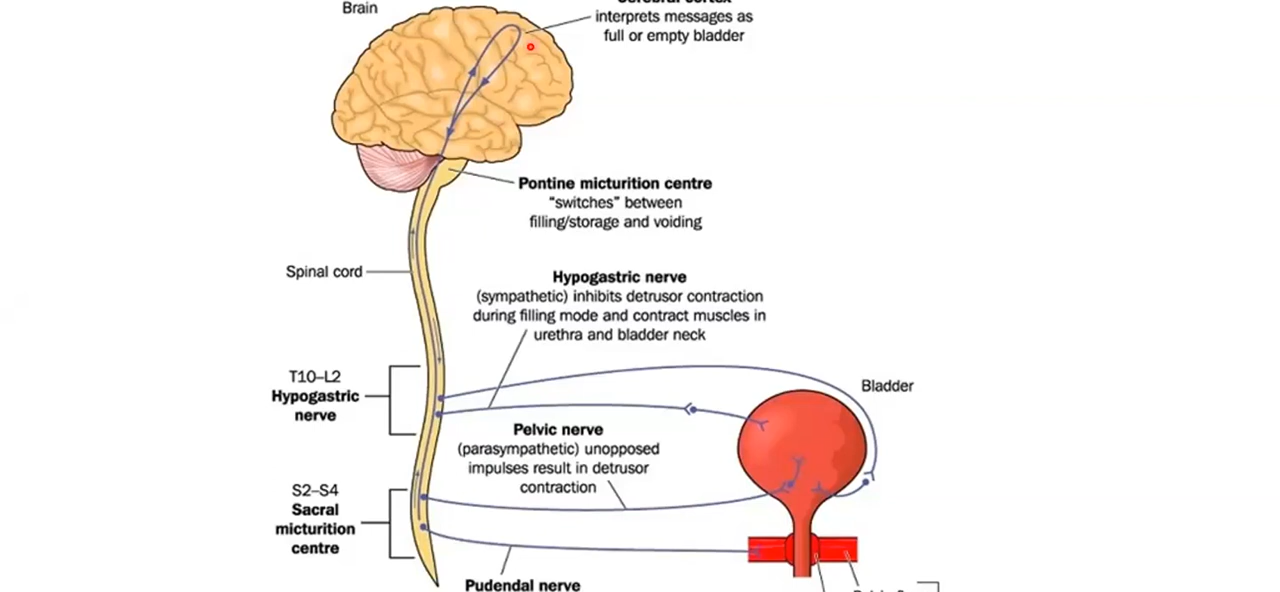 Brain
cerebral cortex
interprets messages as
full or empty bladder
Pontine micturition centre
“switches” between
filling/storage and voiding
Spinal cord
Hypogastric nerve
(sympathetic) inhibits detrusor contraction
during filling mode and contract muscles in
urethra and bladder neck
T10–L2
Hypogastric
nerve
Bladder
Pelvic nerve
(parasympathetic) unopposed
impulses result in detrusor
contraction
S2–S4
Sacral
micturition
centre
Pudendal nerve